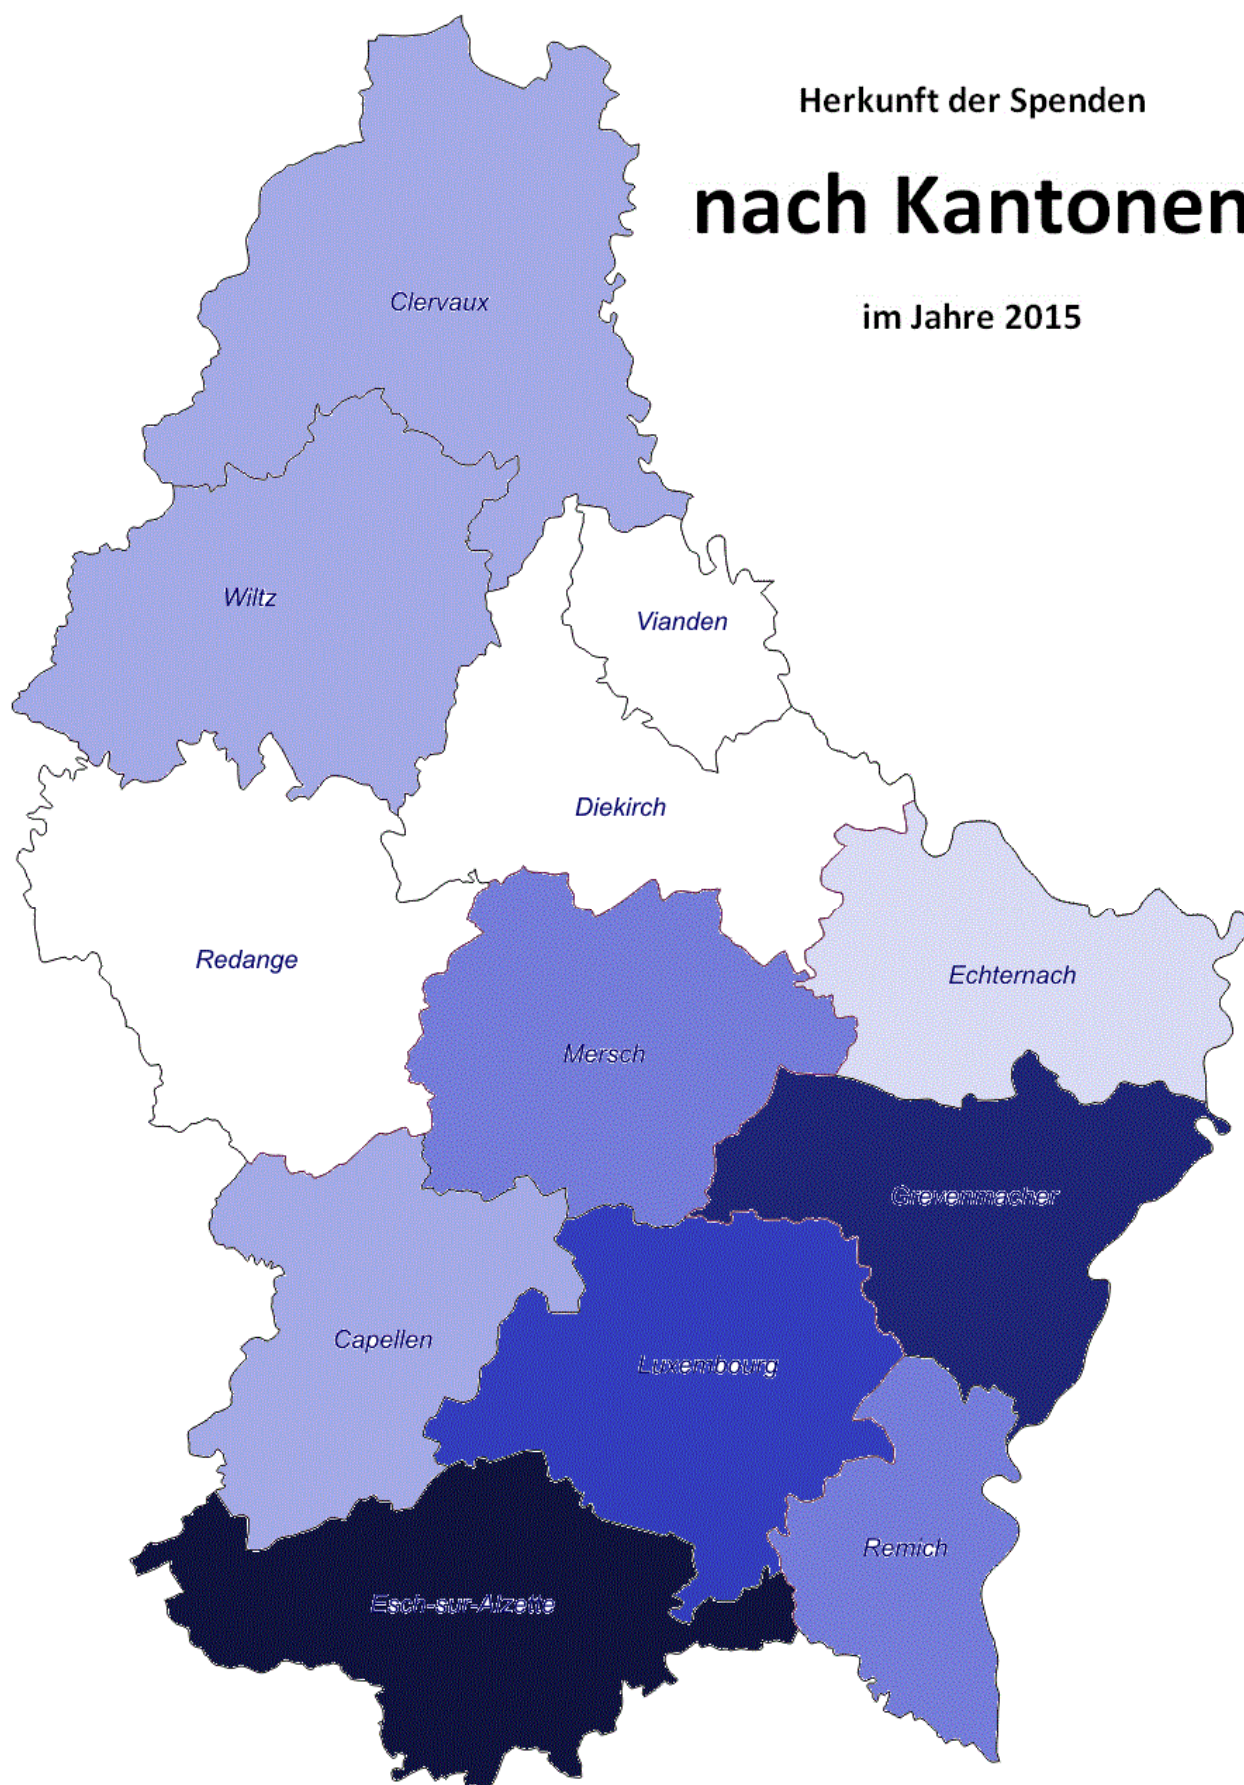 Herkunft der Spenden
nach Kantonen
im Jahre 2015
Clervaux
Wiltz
Vianden
Diekirch
Redange
Echternach
Mersch
Grevenmacher
Capellen
Luxembourg
Remich
Esch-sur-Alzette